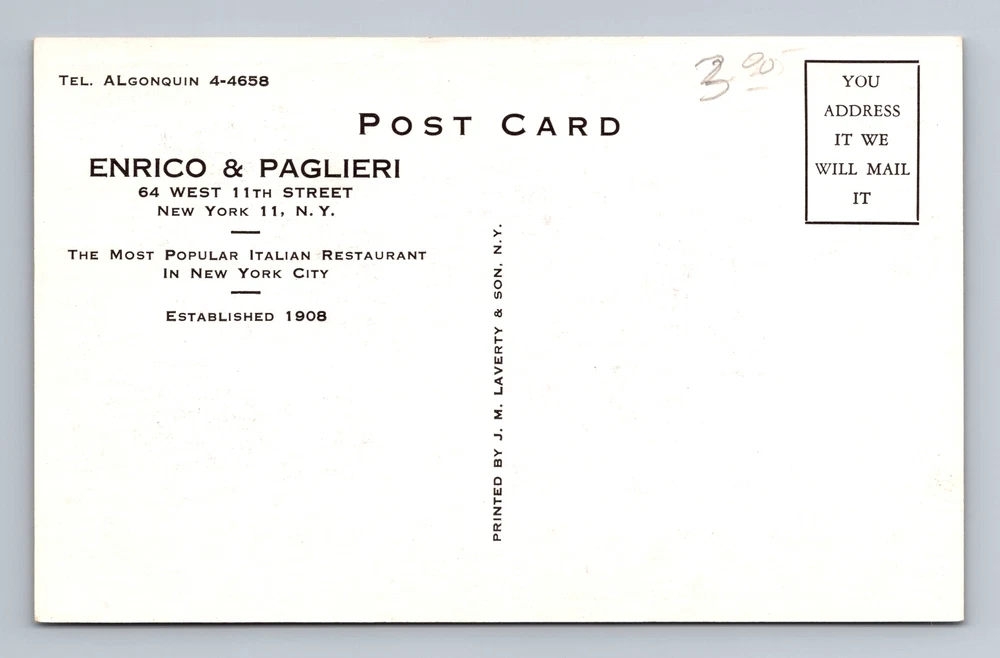 TEL. ALGONQUIN 4-4658
3.00
POST CARD
YOU
ADDRESS
IT WE
WILL MAIL
IT
ENRICO & PAGLIERI
64 WEST 11TH STREET
NEW YORK 11, N.Y.
THE MOST POPULAR ITALIAN RESTAURANT
IN NEW YORK CITY
ESTABLISHED 1908
PRINTED BY J. M. LAVERTY & SON, N.Y.